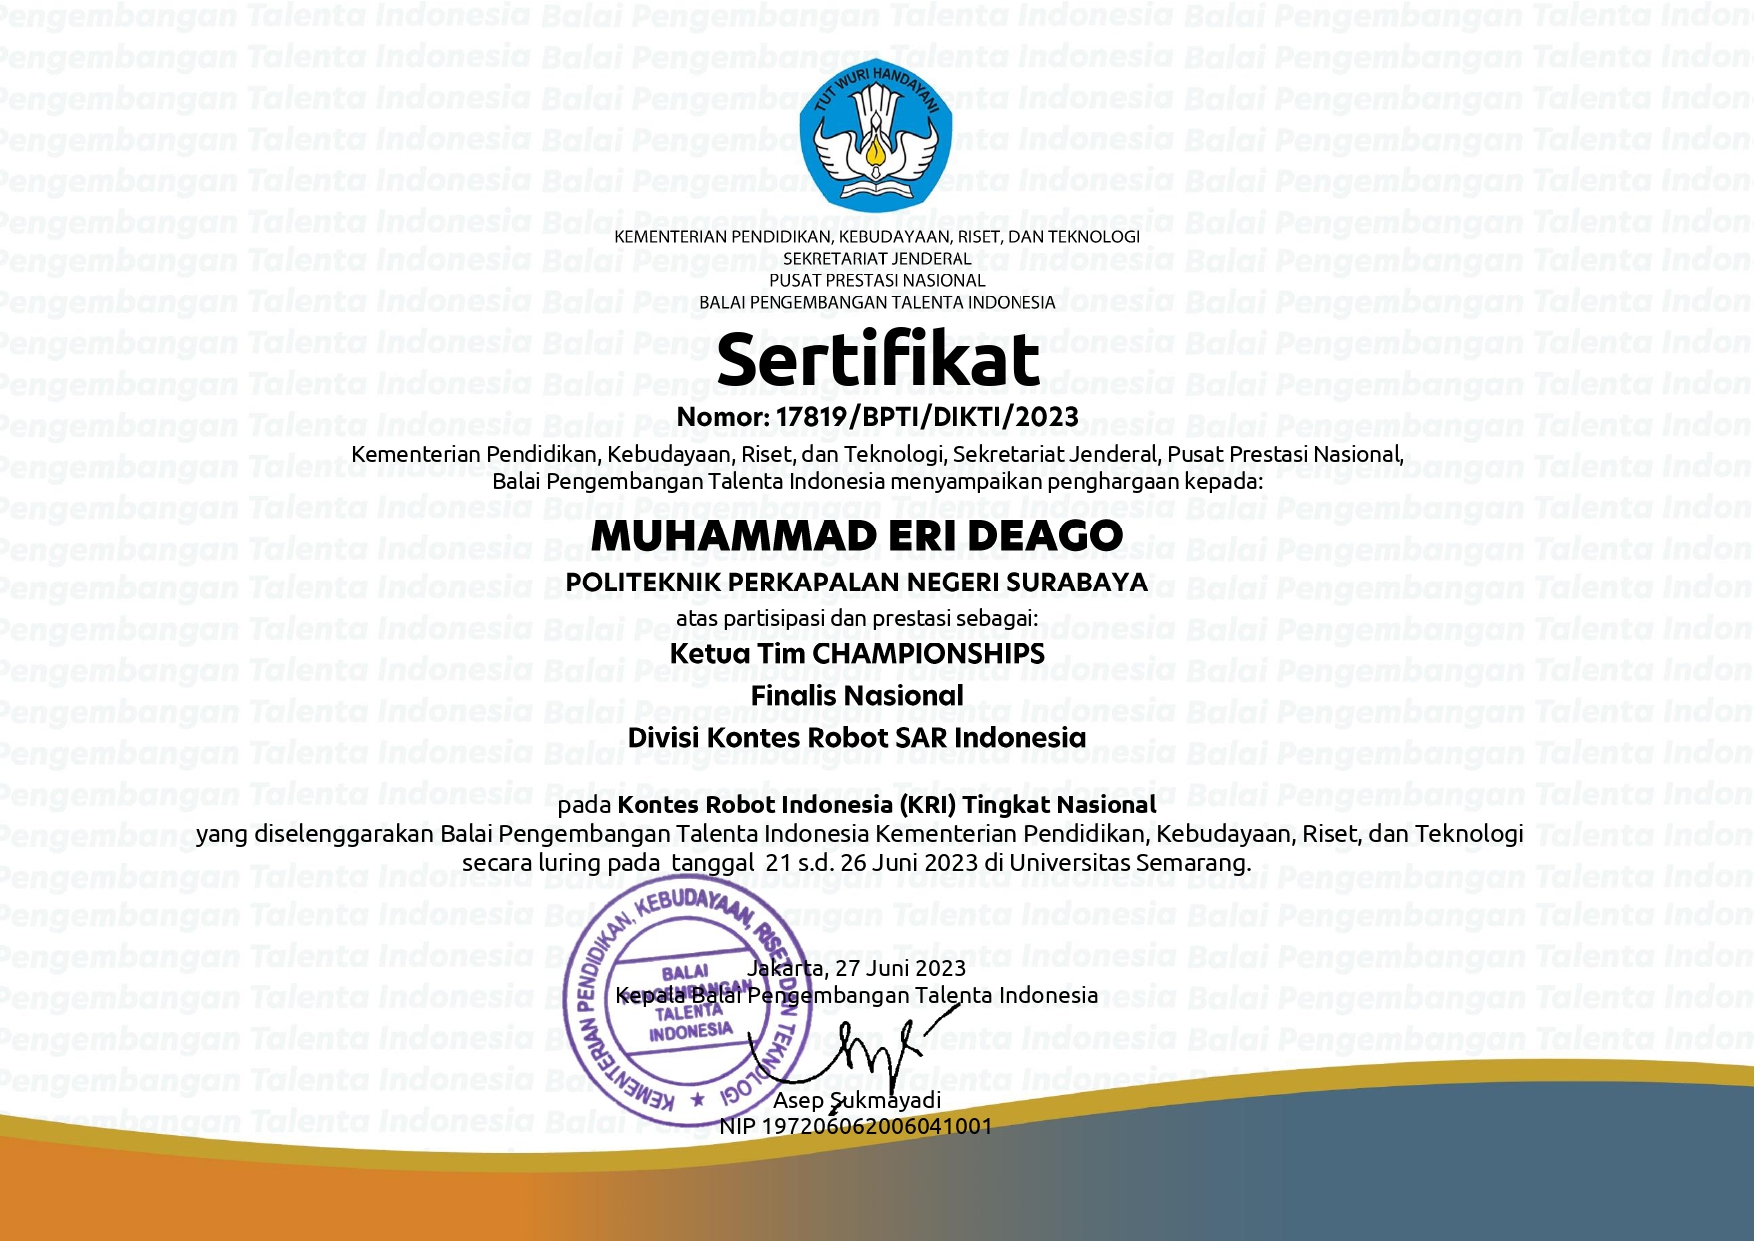 TUT WURI HANDAYANI
KEMENTERIAN PENDIDIKAN, KEBUDAYAAN, RISET, DAN TEKNOLOGI
SEKRETARIAT JENDERAL
PUSAT PRESTASI NASIONAL
BALAI PENGEMBANGAN TALENTA INDONESIA
Sertifikat
Nomor: 17819/BPTI/DIKTI/2023
Kementerian Pendidikan, Kebudayaan, Riset, dan Teknologi, Sekretariat Jenderal, Pusat Prestasi Nasional,
Balai Pengembangan Talenta Indonesia menyampaikan penghargaan kepada:
MUHAMMAD ERI DEAGO
POLITEKNIK PERKAPALAN NEGERI SURABAYA
atas partisipasi dan prestasi sebagai:
Ketua Tim CHAMPIONSHIPS
Finalis Nasional
Divisi Kontes Robot SAR Indonesia
pada Kontes Robot Indonesia (KRI) Tingkat Nasional
yang diselenggarakan Balai Pengembangan Talenta Indonesia Kementerian Pendidikan, Kebudayaan, Riset, dan Teknologi
secara luring pada tanggal 21 s.d. 26 Juni 2023 di Universitas Semarang.
KEMENTERIAN PENDIDIKAN, KEBUDAYAAN, RISET DAN TEKNOLOGI
BALAI
PENGEMBANGAN
TALENTA
INDONESIA
Jakarta, 27 Juni 2023
Kepala Balai Pengembangan Talenta Indonesia
Asep Sukmayadi
NIP 197206062006041001